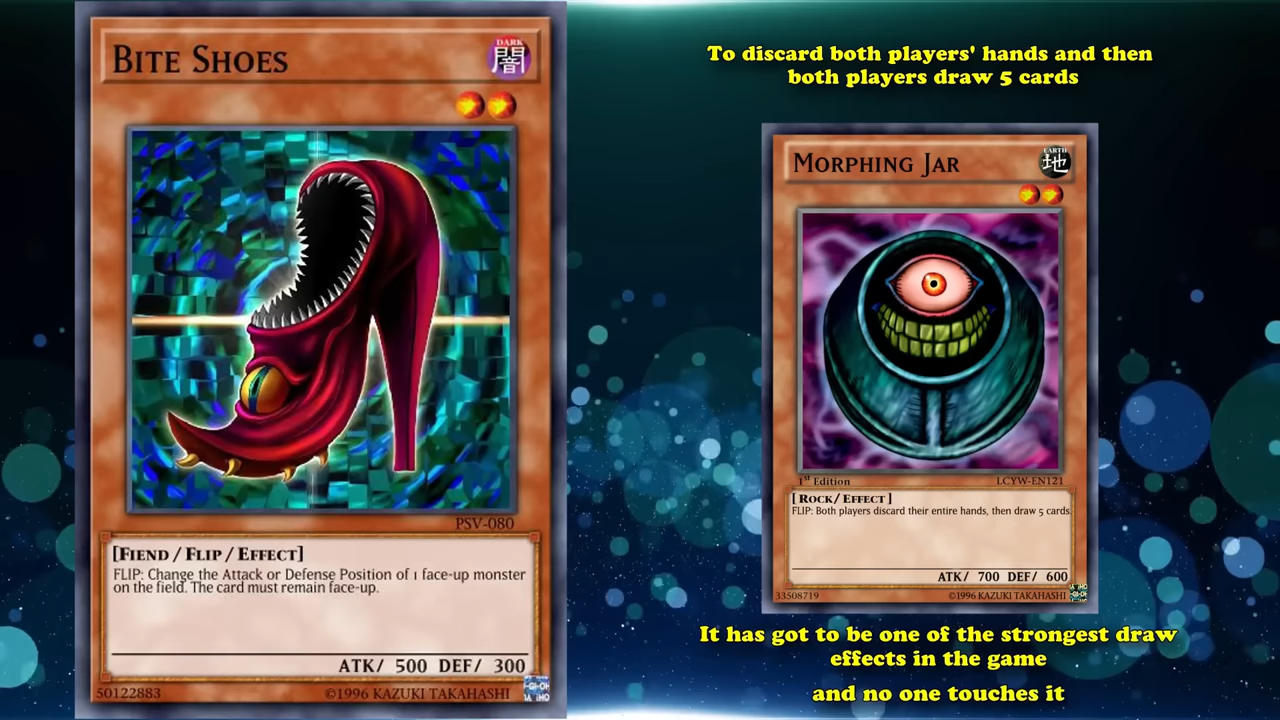 BITE SHOES
DARK
闇
[FIEND / FLIP / EFFECT]
PSV-080
FLIP: Change the Attack or Defense Position of 1 face-up monster
on the field. The card must remain face-up.
ATK/ 500 DEF/ 300
50122883
©1996 KAZUKI TAKAHASHI
To discard both players' hands and then
both players draw 5 cards
MORPHING JAR
EARTH
地
1st Edition
LCYW-EN121
[ ROCK / EFFECT ]
FLIP: Both players discard their entire hands, then draw 5 cards.
ATK/ 700 DEF/ 600
33508719
©1996 KAZUKI TAKAHASHI
It has got to be one of the strongest draw
effects in the game
and no one touches it